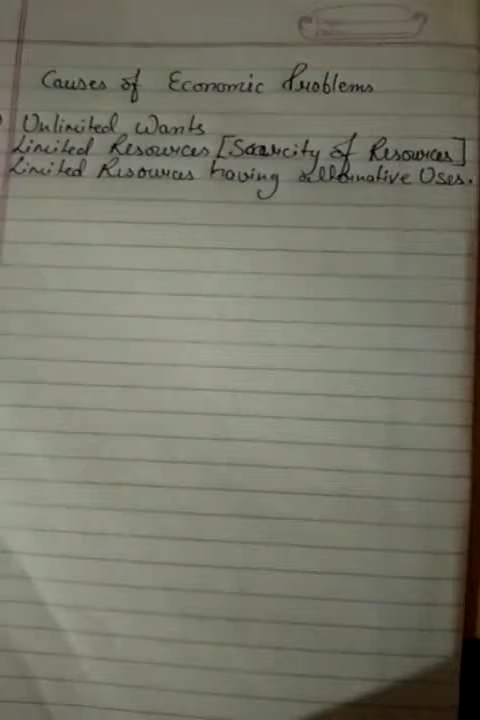 Causes of Economic Problems
Unlimited Wants
Limited Resources [Scarcity of Resources]
Limited Resources having alternative Uses.